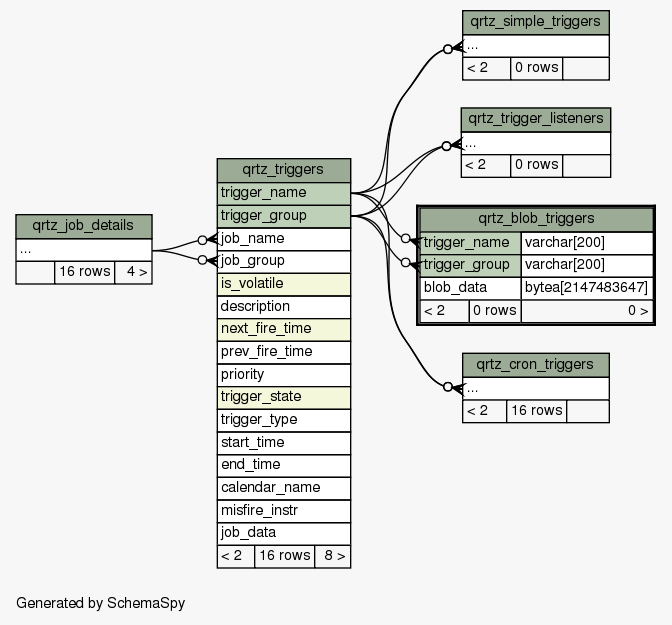 qrtz_simple_triggers
...
< 2 0 rows
qrtz_trigger_listeners
...
< 2 0 rows
qrtz_triggers
trigger_name
trigger_group
job_name
job_group
is_volatile
description
next_fire_time
prev_fire_time
priority
trigger_state
trigger_type
start_time
end_time
calendar_name
misfire_instr
job_data
< 2 16 rows 8 >
qrtz_job_details
...
16 rows 4 >
qrtz_blob_triggers
trigger_name varchar[200]
trigger_group varchar[200]
blob_data bytea[2147483647]
< 2 0 rows 0 >
qrtz_cron_triggers
...
< 2 16 rows
Generated by SchemaSpy